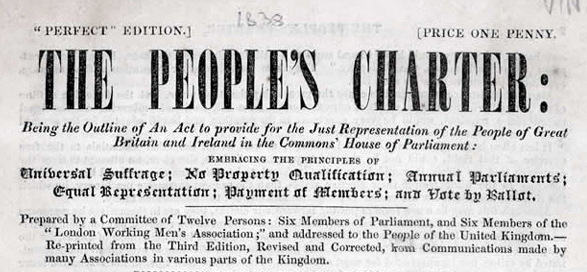 1838
"PERFECT" EDITION.] [PRICE ONE PENNY.
THE PEOPLE'S CHARTER:
Being the Outline of An Act to provide for the Just Representation of the People of Great
Britain and Ireland in the Commons' House of Parliament:
EMBRACING THE PRINCIPLES OF
Universal Suffrage; No Property Qualification; Annual Parliaments;
Equal Representation; Payment of Members; and Vote by Ballot.
Prepared by a Committee of Twelve Persons: Six Members of Parliament, and Six Members of the
"London Working Men's Association;" and addressed to the People of the United Kingdom.—
Re-printed from the Third Edition, Revised and Corrected, from Communications made by
many Associations in various parts of the Kingdom.